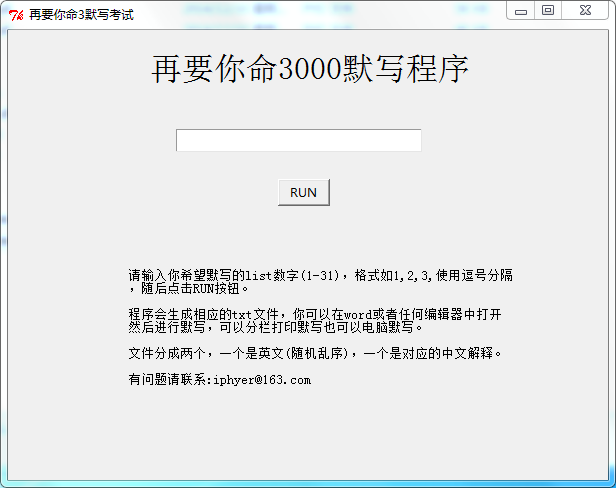 再要你命3默写考试
再要你命3000默写程序
RUN
请输入你希望默写的list数字(1-31)，格式如1,2,3,使用逗号分隔
，随后点击RUN按钮。
程序会生成相应的txt文件，你可以在word或者任何编辑器中打开
然后进行默写，可以分栏打印默写也可以电脑默写。
文件分成两个，一个是英文(随机乱序)，一个是对应的中文解释。
有问题请联系:iphyer@163.com